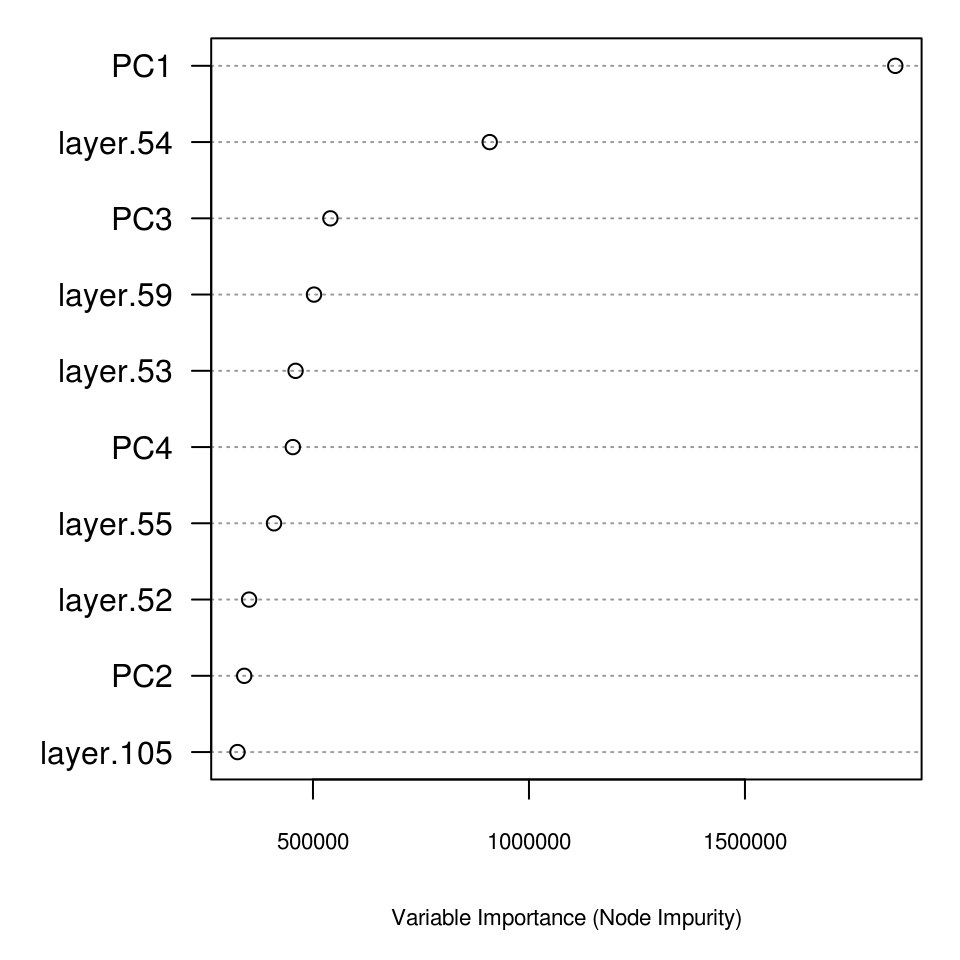 PC1
layer.54
PC3
layer.59
layer.53
PC4
layer.55
layer.52
PC2
layer.105
500000 1000000 1500000
Variable Importance (Node Impurity)